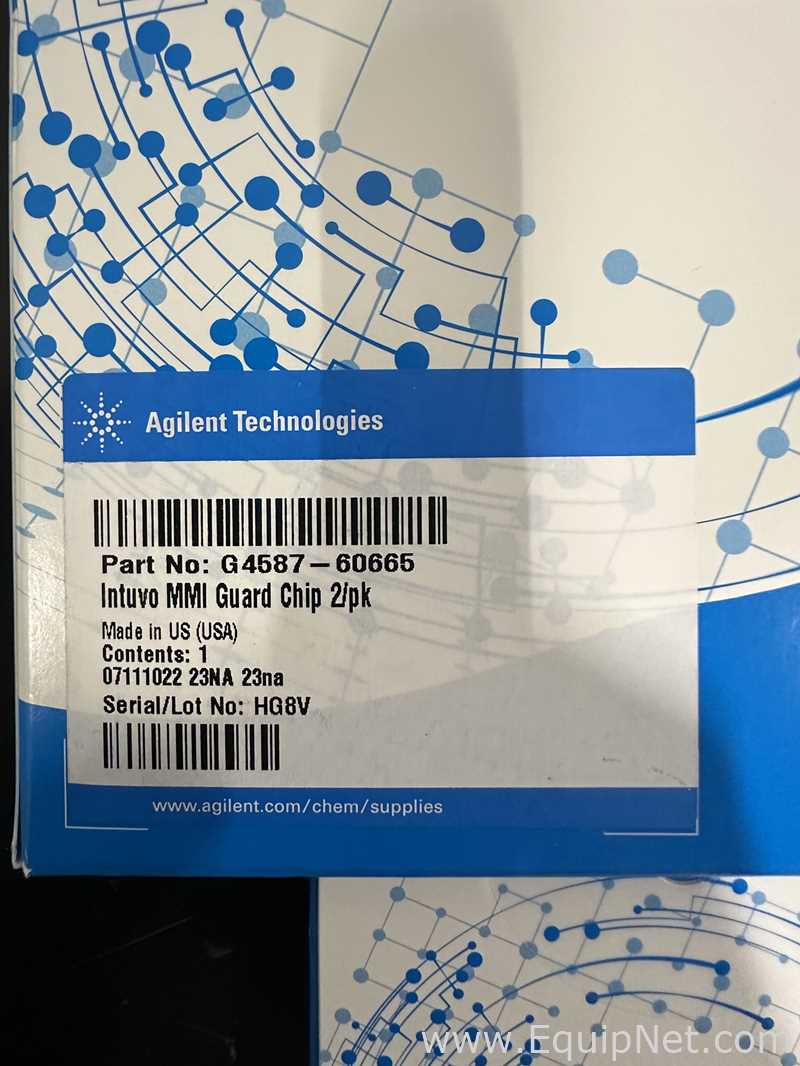 Agilent Technologies
Part No: G4587-60665
Intuvo MMI Guard Chip 2/pk
Made in US (USA)
Contents: 1
07111022 23NA 23na
Serial/Lot No: HG8V
www.agilent.com/chem/supplies
www.EquipNet.com